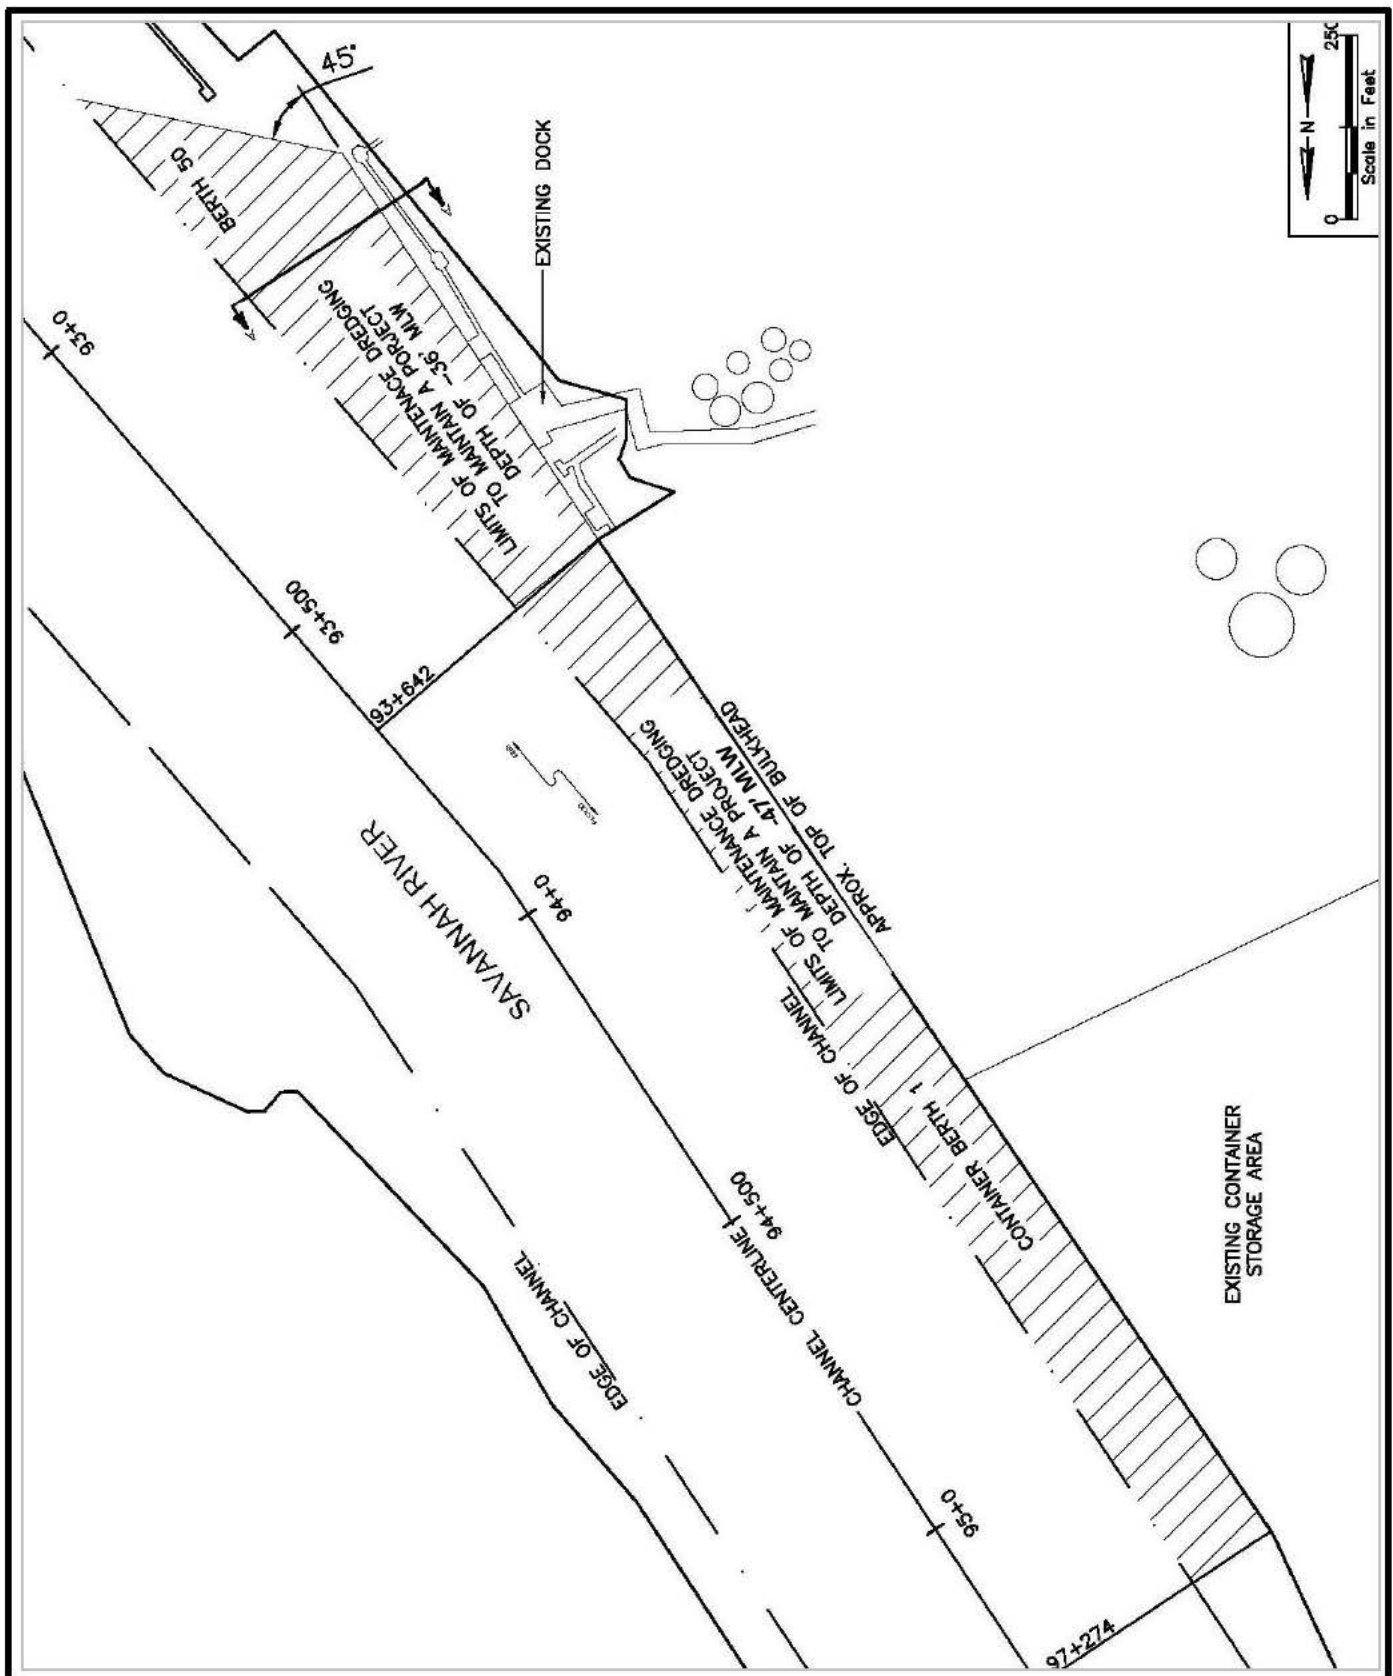 45°
BERTH 50
EXISTING DOCK
N
0
250
Scale in Feet
93+0
LIMITS OF MAINTENACE DREDGING
TO MAINTAIN A PORJECT
DEPTH OF -36' MLW
93+500
93+642
FLOOD
SAVANNAH RIVER
94+0
LIMITS OF MAINTENANCE DREDGING
TO MAINTAIN A PROJECT
DEPTH OF -47' MLW
APPROX. TOP OF BULKHEAD
EDGE OF CHANNEL
CONTAINER BERTH 1
94+500
CHANNEL CENTERLINE
EDGE OF CHANNEL
EXISTING CONTAINER
STORAGE AREA
95+0
97+274